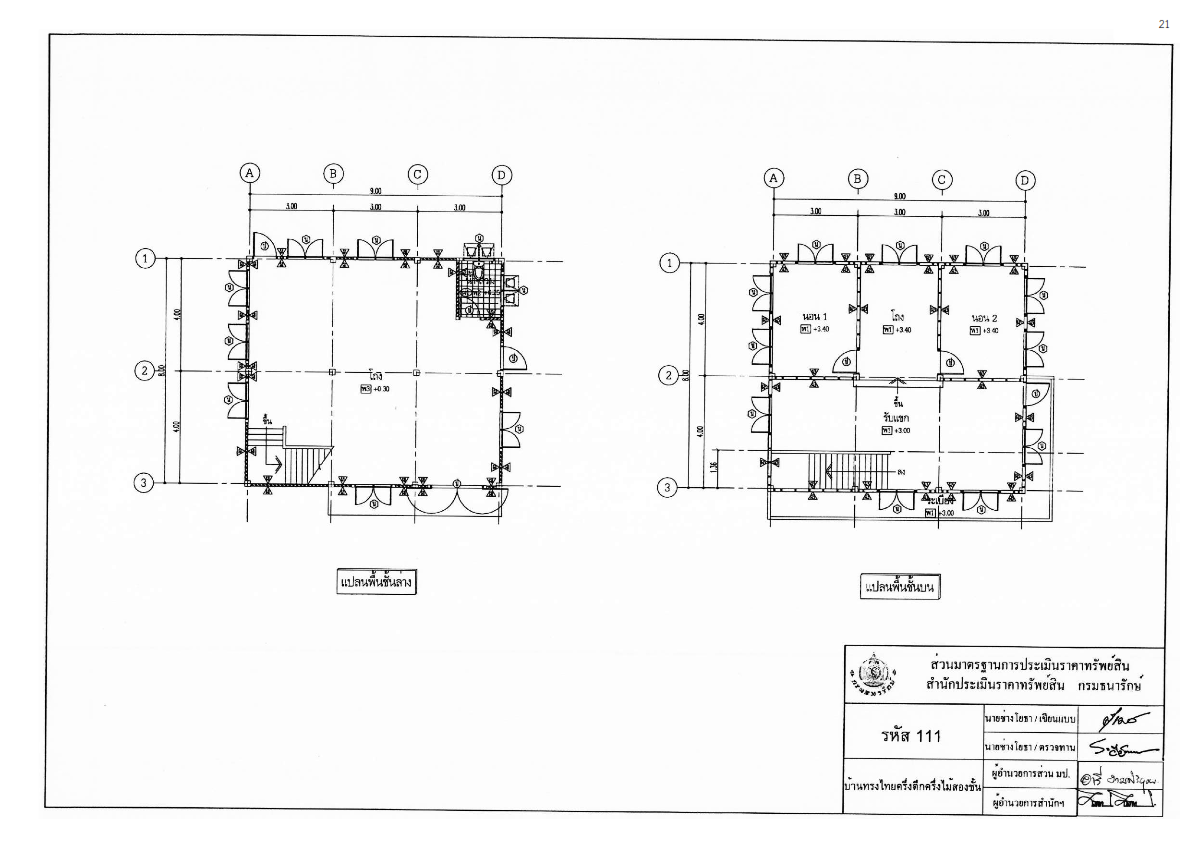 21
A B C D
9.00
3.00 3.00 3.00
1
4.00
8.00
2
โถง
พ3 +0.30
4.00
ขึ้น
3
แปลนพื้นชั้นล่าง
A B C D
9.00
3.00 3.00 3.00
1
4.00
นอน 1 โถง นอน 2
พ1 +3.40 พ1 +3.40 พ1 +3.40
8.00
2
ขึ้น
รับแขก
พ1 +3.00
4.00
1.36
ลง
3
ระเบียง
พ1 +3.00
แปลนพื้นชั้นบน
ส่วนมาตรฐานการประเมินราคาทรัพย์สิน
สำนักประเมินราคาทรัพย์สิน กรมธนารักษ์
กรมธนารักษ์
รหัส 111
นายช่างโยธา / เขียนแบบ
นายช่างโยธา / ตรวจทาน
บ้านทรงไทยครึ่งตึกครึ่งไม้สองชั้น
ผู้อำนวยการส่วน มป.
ผู้อำนวยการสำนักฯ